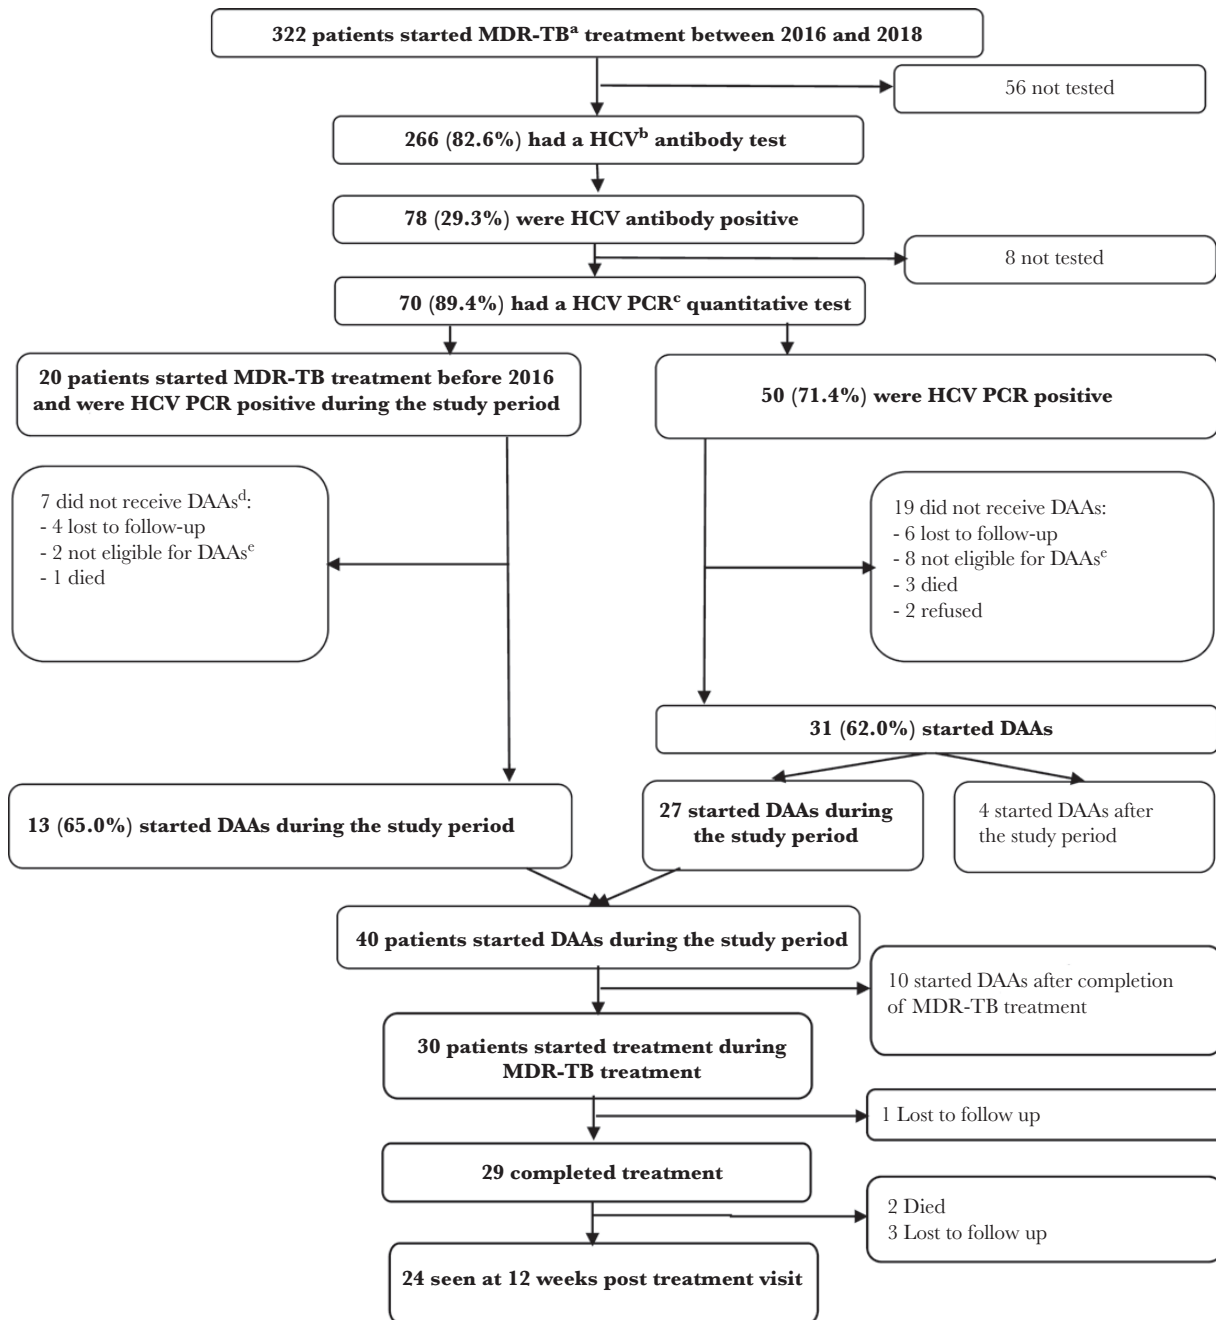 322 patients started MDR-TBᵃ treatment between 2016 and 2018
56 not tested
266 (82.6%) had a HCVᵇ antibody test
78 (29.3%) were HCV antibody positive
8 not tested
70 (89.4%) had a HCV PCRᶜ quantitative test
20 patients started MDR-TB treatment before 2016
and were HCV PCR positive during the study period
50 (71.4%) were HCV PCR positive
7 did not receive DAAsᵈ:
- 4 lost to follow-up
- 2 not eligible for DAAsᵉ
- 1 died
19 did not receive DAAs:
- 6 lost to follow-up
- 8 not eligible for DAAsᵉ
- 3 died
- 2 refused
31 (62.0%) started DAAs
13 (65.0%) started DAAs during the study period
27 started DAAs during
the study period
4 started DAAs after
the study period
40 patients started DAAs during the study period
10 started DAAs after completion
of MDR-TB treatment
30 patients started treatment during
MDR-TB treatment
1 Lost to follow up
29 completed treatment
2 Died
3 Lost to follow up
24 seen at 12 weeks post treatment visit